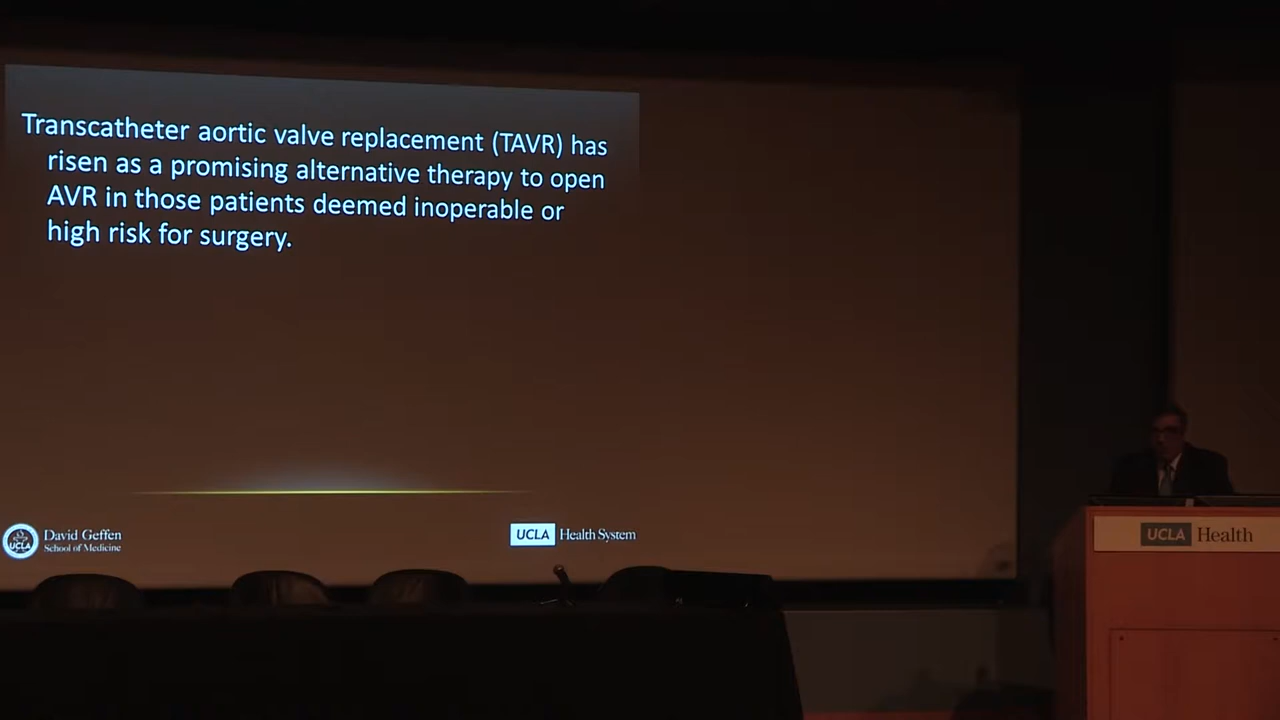 Transcatheter aortic valve replacement (TAVR) has
risen as a promising alternative therapy to open
AVR in those patients deemed inoperable or
high risk for surgery.
UCLA
David Geffen
School of Medicine
UCLA Health System
UCLA Health